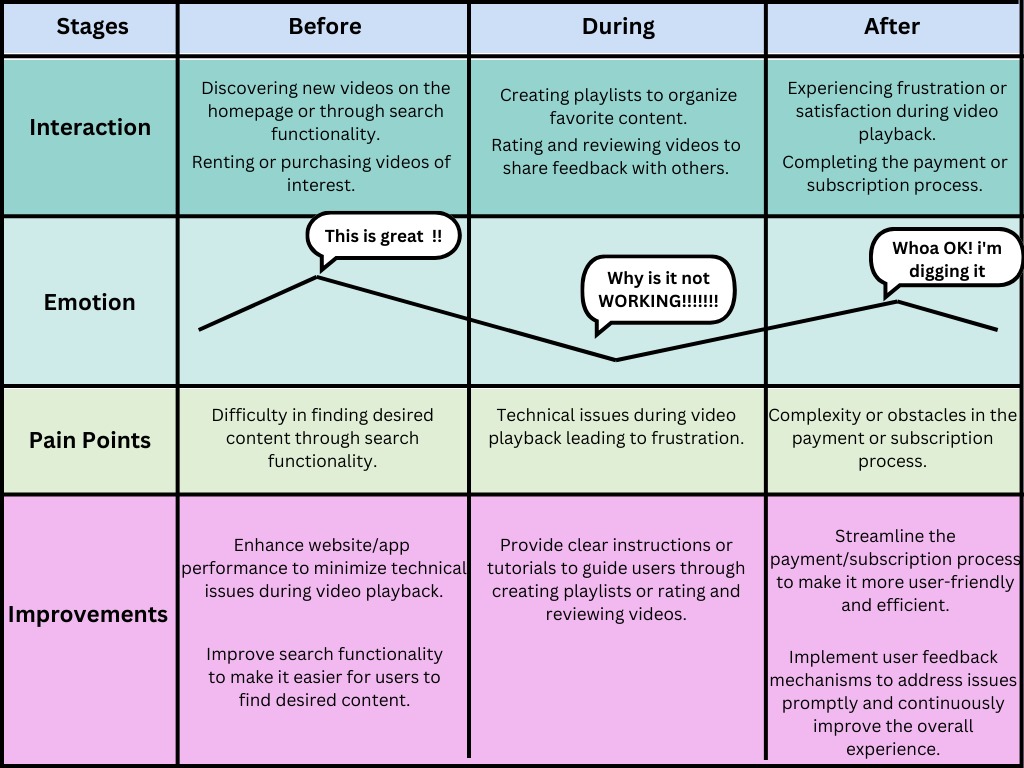 Stages
Before
During
After
Interaction
Discovering new videos on the
homepage or through search
functionality.
Renting or purchasing videos of
interest.
Creating playlists to organize
favorite content.
Rating and reviewing videos to
share feedback with others.
Experiencing frustration or
satisfaction during video
playback.
Completing the payment or
subscription process.
Emotion
This is great !!
Why is it not
WORKING!!!!!!!
Whoa OK! i'm
digging it
Pain Points
Difficulty in finding desired
content through search
functionality.
Technical issues during video
playback leading to frustration.
Complexity or obstacles in the
payment or subscription
process.
Improvements
Enhance website/app
performance to minimize technical
issues during video playback.
Improve search functionality
to make it easier for users to
find desired content.
Provide clear instructions or
tutorials to guide users through
creating playlists or rating and
reviewing videos.
Streamline the
payment/subscription process
to make it more user-friendly
and efficient.
Implement user feedback
mechanisms to address issues
promptly and continuously
improve the overall
experience.